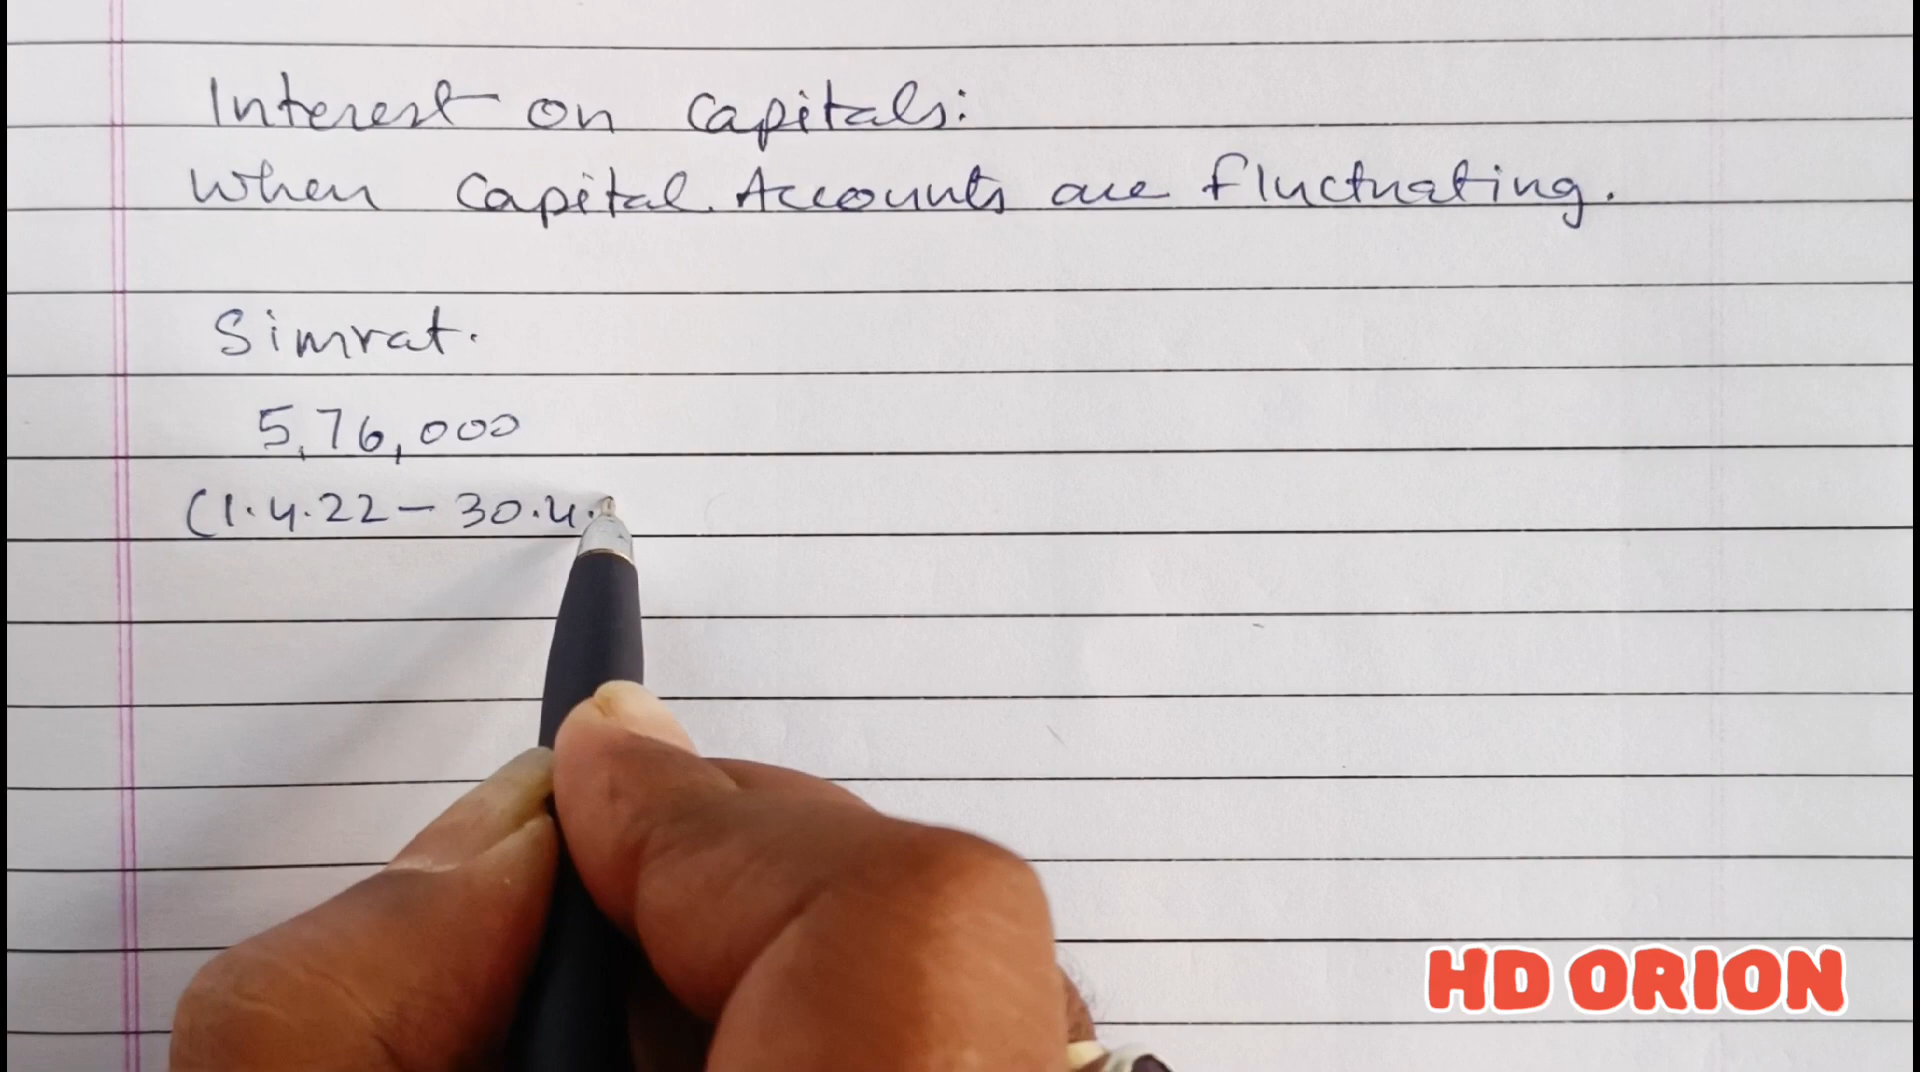 Interest on Capitals:
When Capital Accounts are Fluctuating.
Simrat.
5,76,000
(1.4.22 – 30.4.
HD ORION